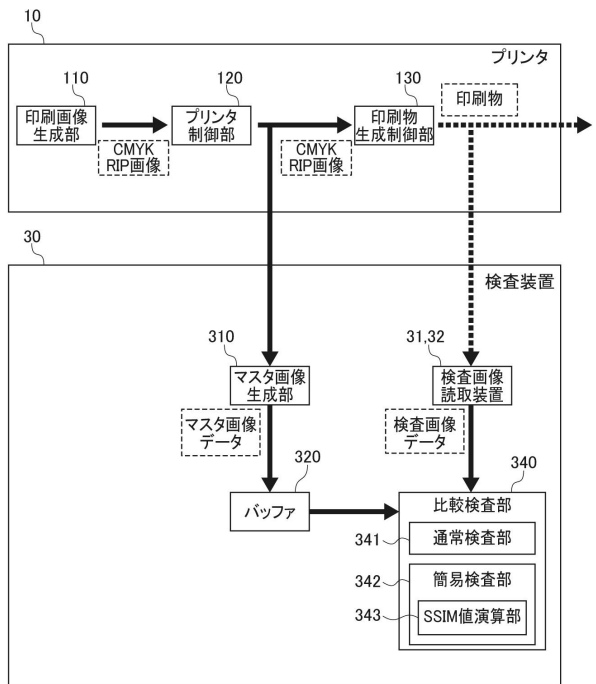 10
プリンタ
110
120
130
印刷画像
生成部
プリンタ
制御部
印刷物
生成制御部
印刷物
CMYK
RIP画像
CMYK
RIP画像
30
検査装置
310
31,32
マスタ画像
生成部
検査画像
読取装置
マスタ画像
データ
検査画像
データ
320
340
バッファ
比較検査部
341
通常検査部
342
簡易検査部
343
SSIM値演算部